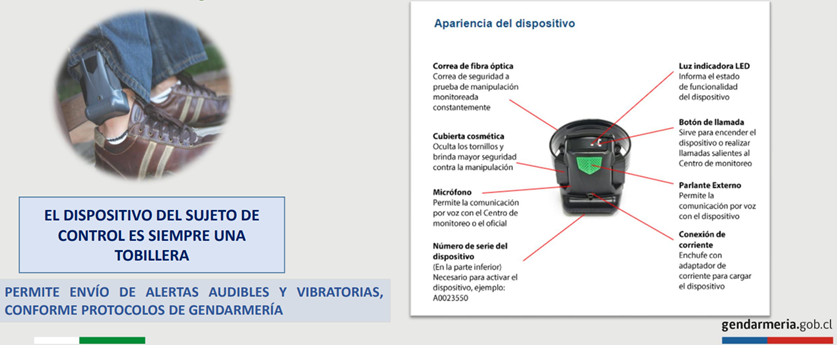 EL DISPOSITIVO DEL SUJETO DE
CONTROL ES SIEMPRE UNA
TOBILLERA
PERMITE ENVÍO DE ALERTAS AUDIBLES Y VIBRATORIAS,
CONFORME PROTOCOLOS DE GENDARMERÍA
Apariencia del dispositivo
Correa de fibra óptica
Correa de seguridad a
prueba de manipulación
monitoreada
constantemente
Cubierta cosmética
Oculta los tornillos y
brinda mayor seguridad
contra la manipulación
Micrófono
Permite la comunicación
por voz con el Centro de
monitoreo o el oficial
Número de serie del
dispositivo
(En la parte inferior)
Necesario para activar el
dispositivo, ejemplo:
A0023550
Luz indicadora LED
Informa el estado
de funcionalidad
del dispositivo
Botón de llamada
Sirve para encender el
dispositivo o realizar
llamadas salientes al
Centro de monitoreo
Parlante Externo
Permite la
comunicación por voz
con el dispositivo
Conexión de
corriente
Enchufe con
adaptador de
corriente para cargar
el dispositivo
gendarmeria.gob.cl